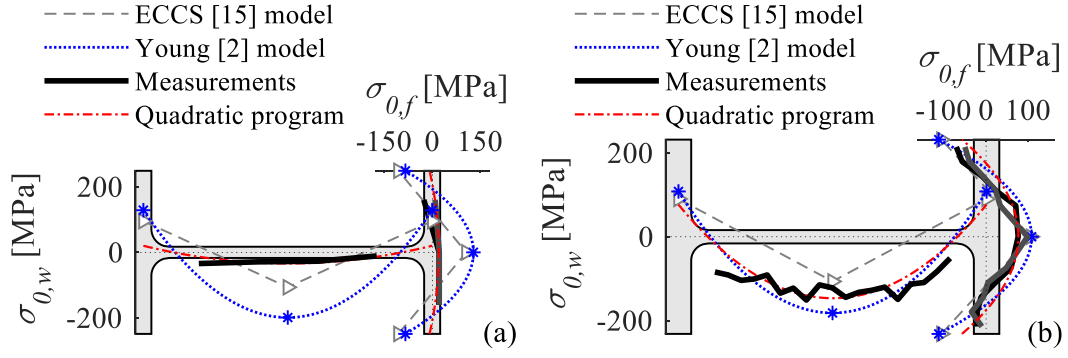 ECCS [15] model
Young [2] model
Measurements
Quadratic program
σ0,f [MPa]
-150 0 150
σ0,w [MPa]
200
0
-200
(a)
ECCS [15] model
Young [2] model
Measurements
Quadratic program
σ0,f [MPa]
-100 0 100
σ0,w [MPa]
200
0
-200
(b)